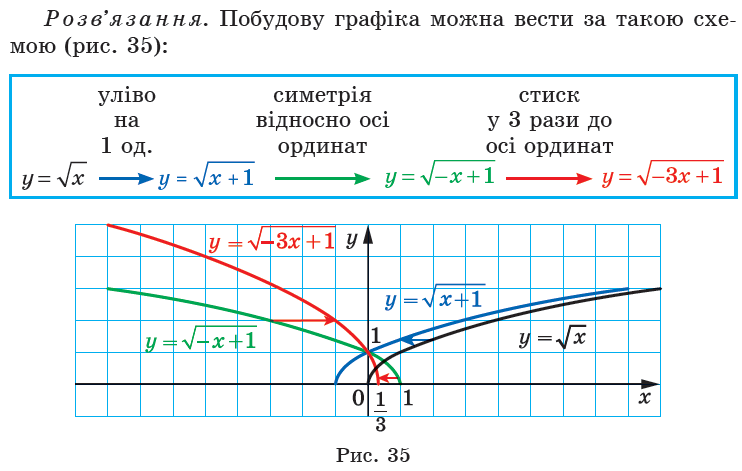 Розв’язання. Побудову графіка можна вести за такою схе-
мою (рис. 35):
уліво на 1 од.
симетрія відносно осі ординат
стиск у 3 рази до осі ординат
y = √x → y = √(x + 1) → y = √(−x + 1) → y = √(−3x + 1)
y = √(−3x + 1)
y
y = √(x + 1)
y = √(−x + 1)
1
y = √x
0
1/3
1
x
Рис. 35